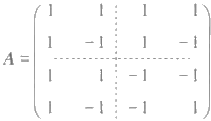 1 1 1 1
1 −1 1 −1
A =
1 1 −1 −1
1 −1 −1 1